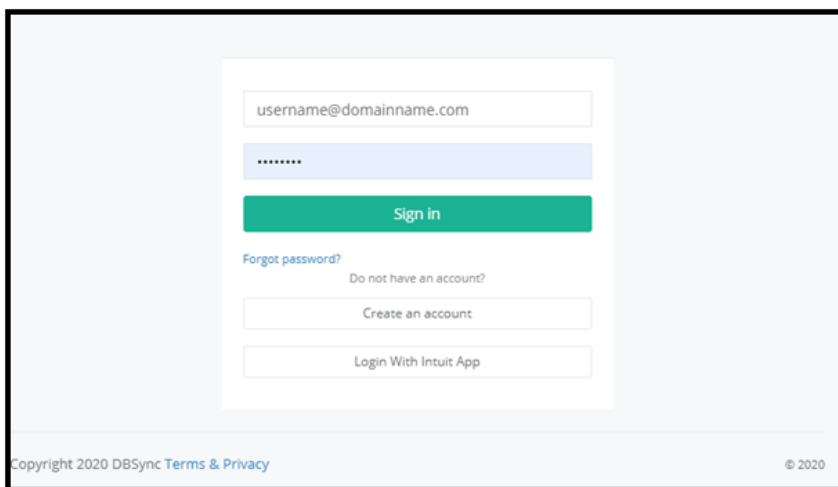 username@domainname.com
••••••••
Sign in
Forgot password?
Do not have an account?
Create an account
Login With Intuit App
Copyright 2020 DBSync Terms & Privacy
© 2020